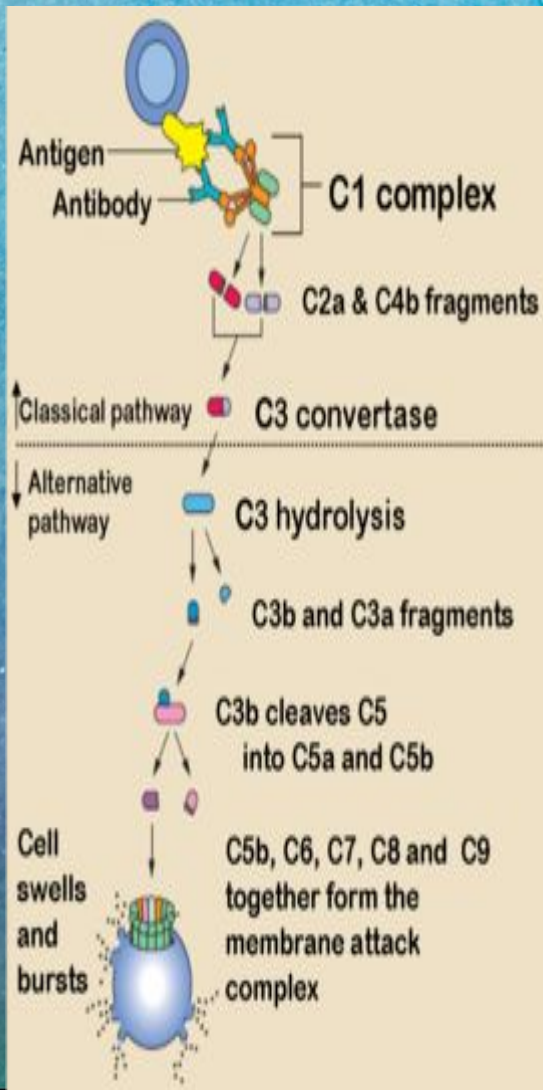 Antigen
Antibody
C1 complex
C2a & C4b fragments
Classical pathway
C3 convertase
Alternative
pathway
C3 hydrolysis
C3b and C3a fragments
C3b cleaves C5
into C5a and C5b
Cell
swells
and
bursts
C5b, C6, C7, C8 and C9
together form the
membrane attack
complex